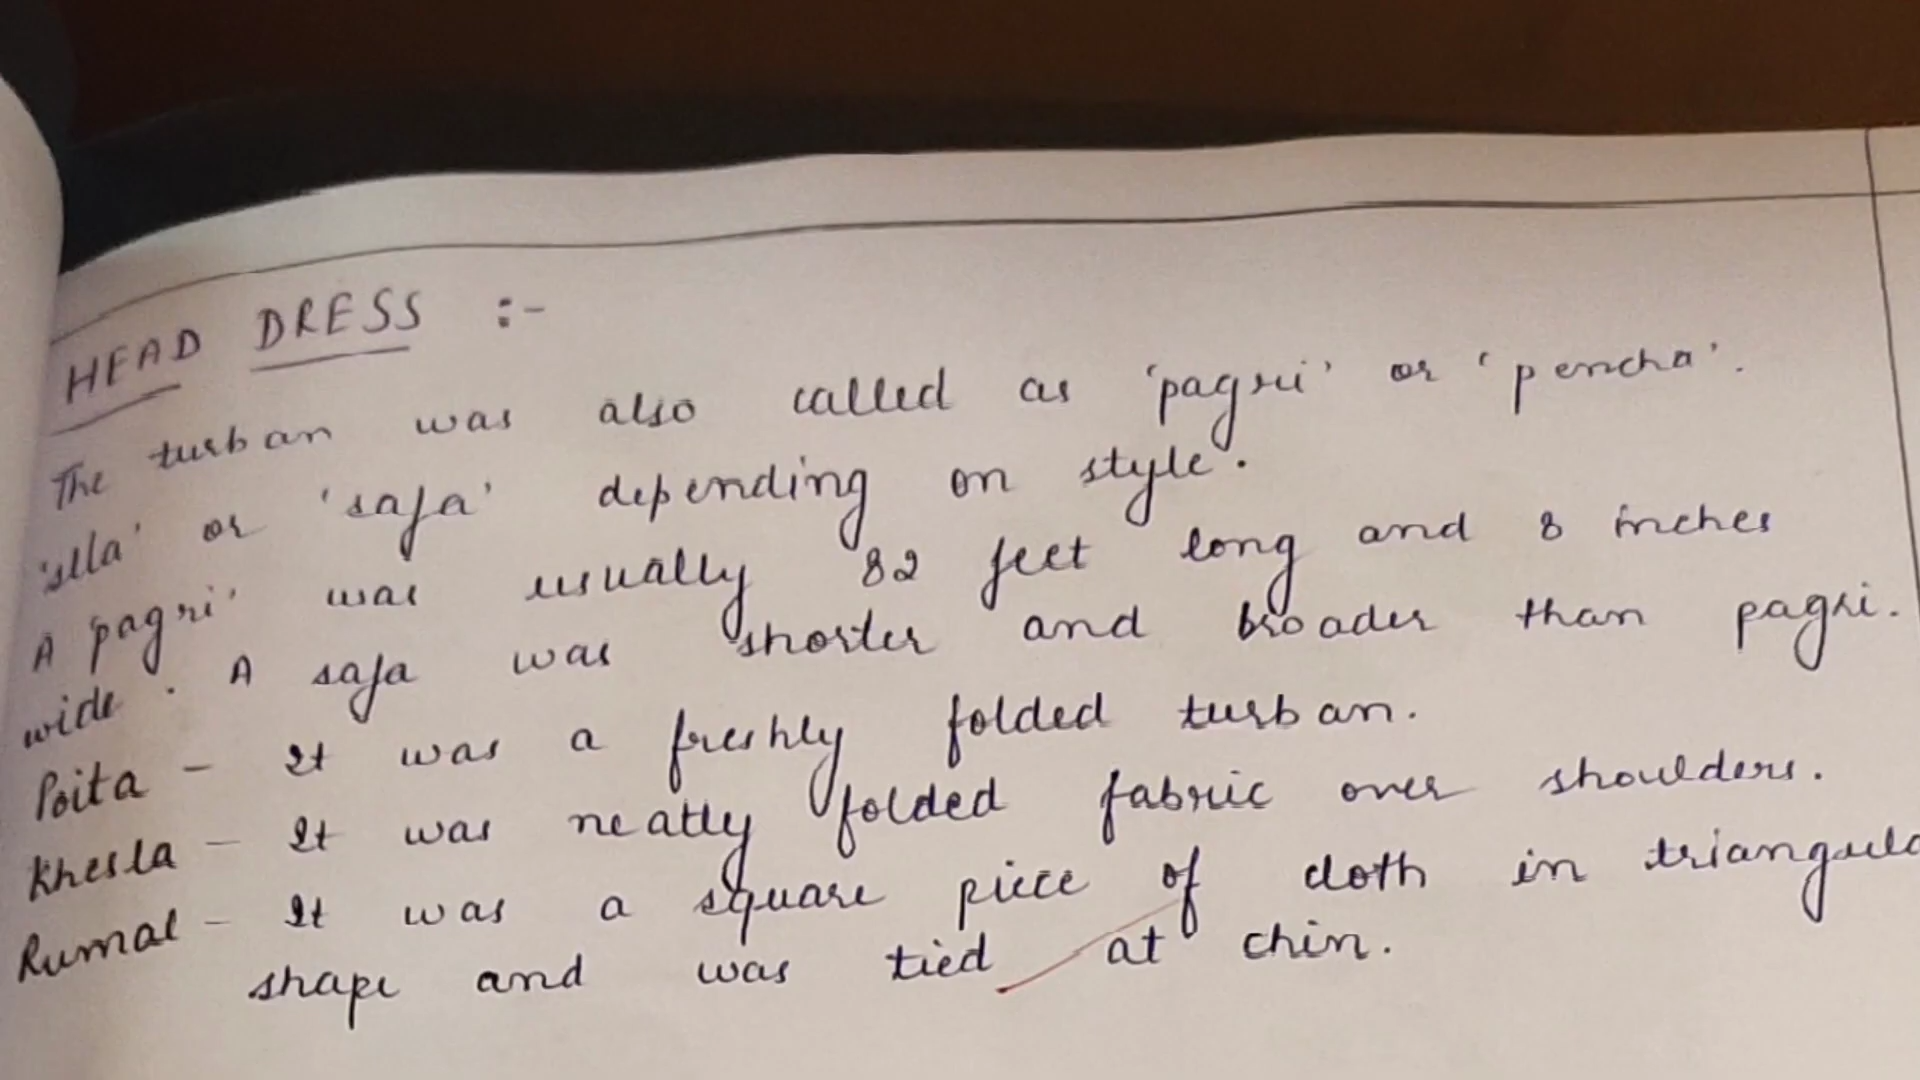 HEAD DRESS :-
The turban was also called as 'pagri' or 'pencha'.
'slla' or 'safa' depending on style.
A 'pagri' was usually 82 feet long and 8 inches
wide. A safa was shorter and broader than pagri.
Poita - It was a freshly folded turban.
Khesla - It was neatly folded fabric over shoulders.
Rumal - It was a square piece of cloth in triangula
shape and was tied at chin.